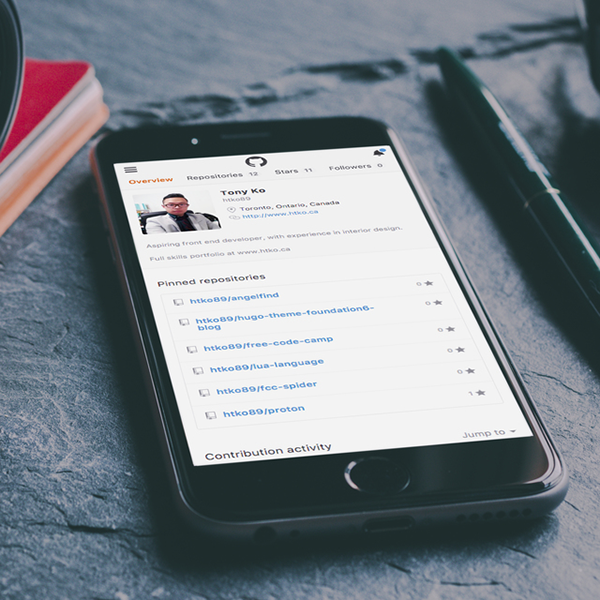 Overview Repositories 12 Stars 11 Followers 0
Tony Ko
htko89
Toronto, Ontario, Canada
http://www.htko.ca
Aspiring front end developer, with experience in interior design.
Full skills portfolio at www.htko.ca
Pinned repositories
htko89/angelfind 0
htko89/hugo-theme-foundation6-
blog 0
htko89/free-code-camp 0
htko89/lua-language 0
htko89/fcc-spider 0
htko89/proton 1
Contribution activity Jump to